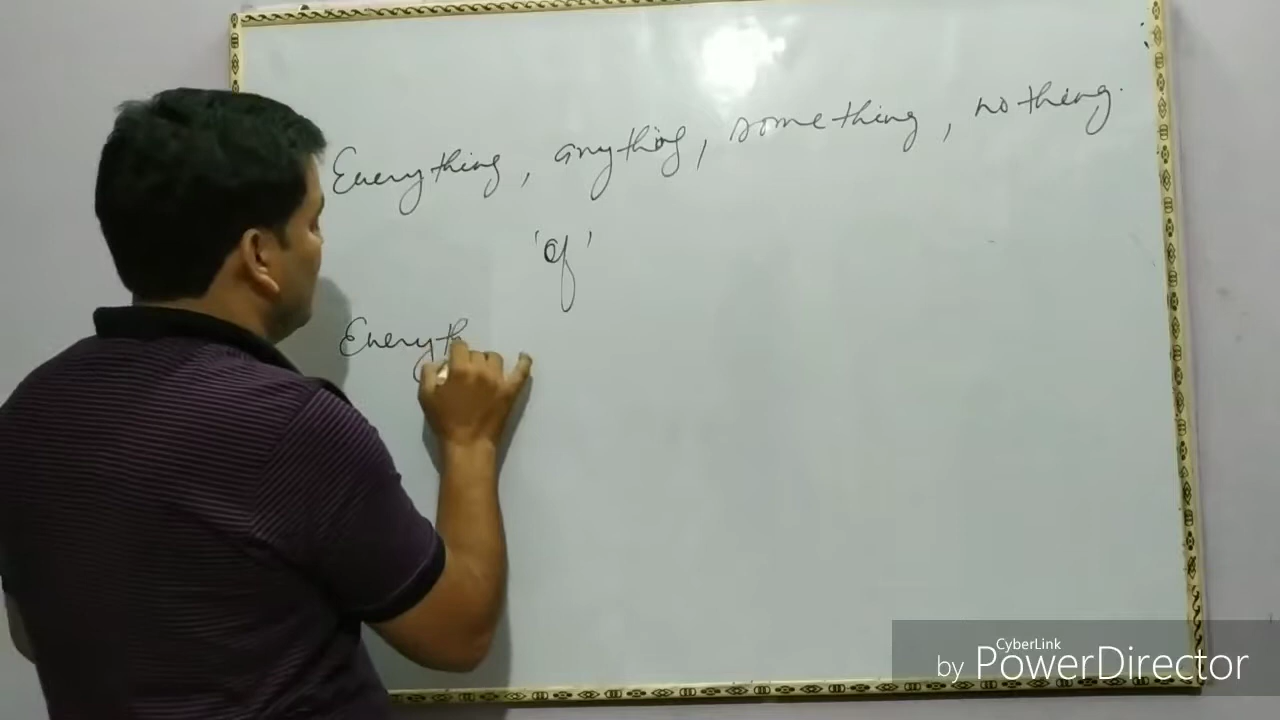 Everything, anything, something, nothing.
'of'
Everyth
CyberLink
by PowerDirector